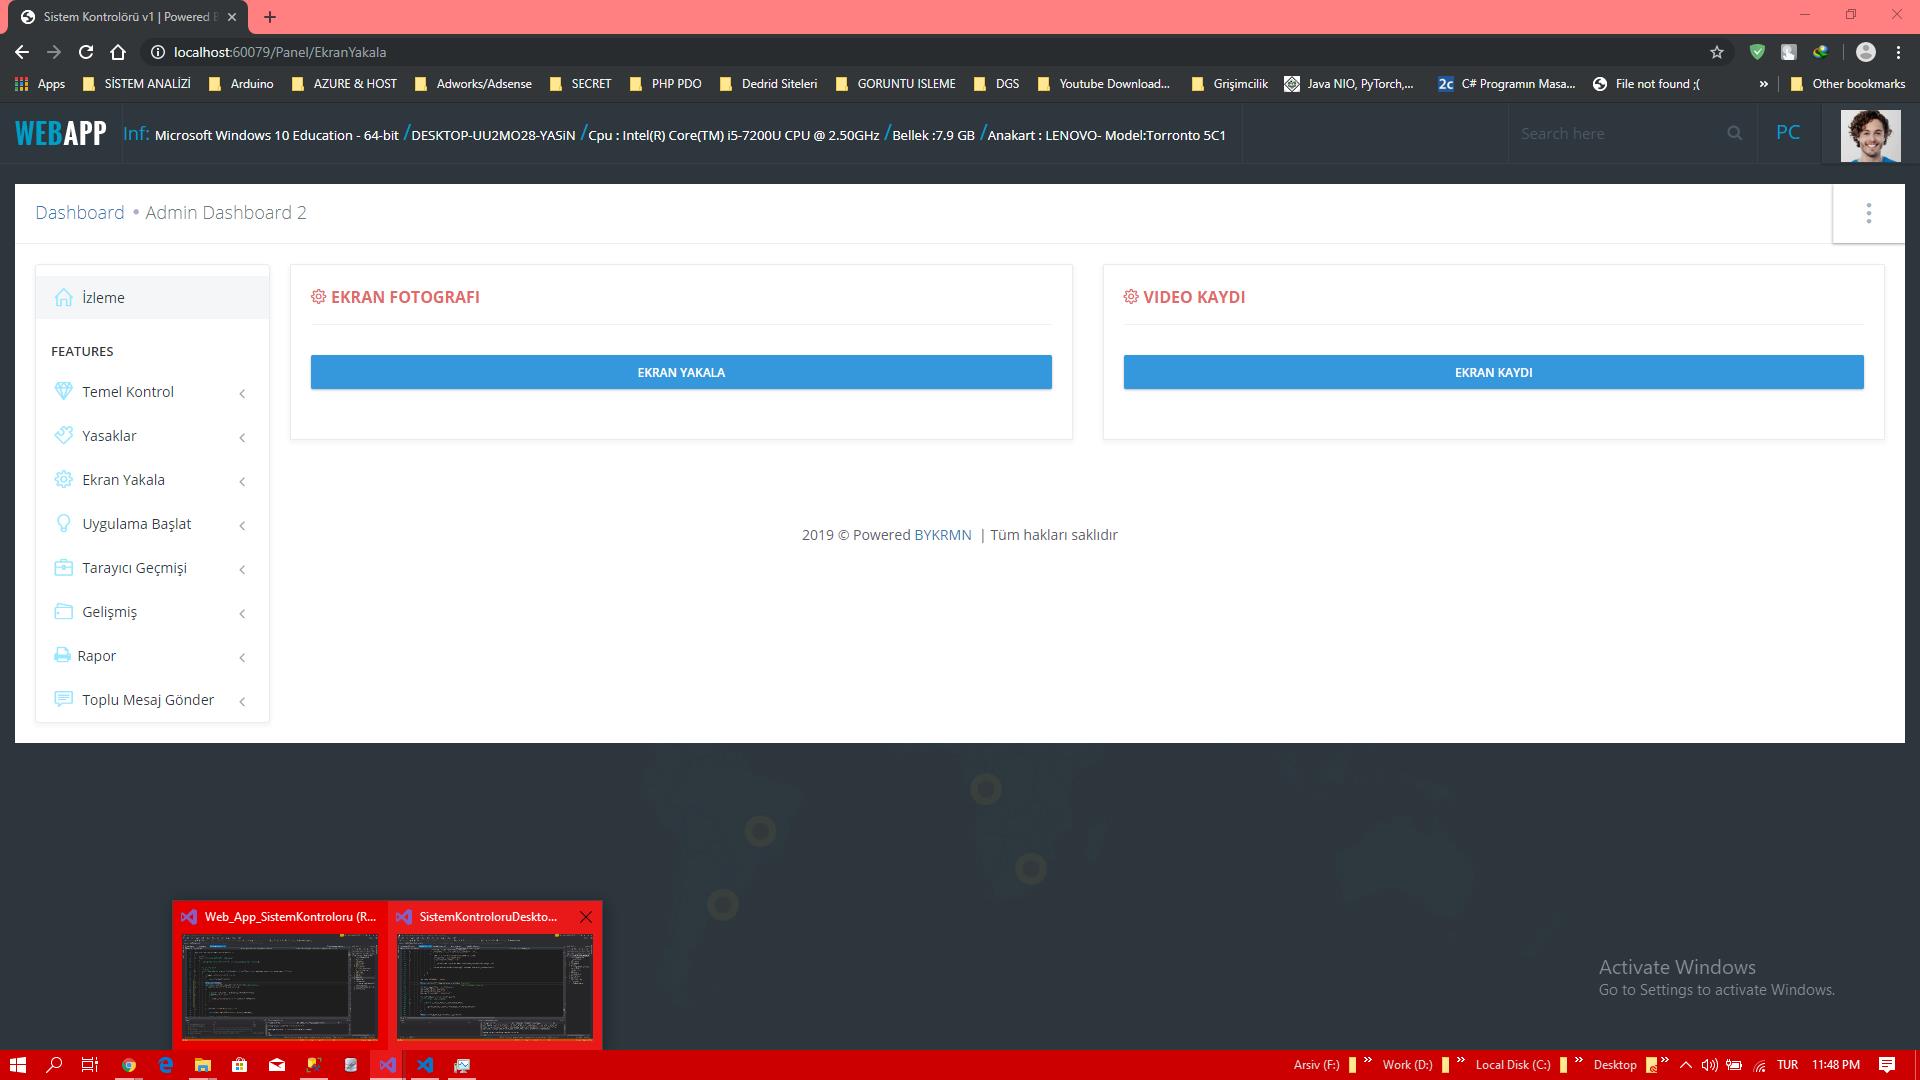 Sistem Kontrolörü v1 | Powered B
localhost:60079/Panel/EkranYakala
Apps SİSTEM ANALİZİ Arduino AZURE & HOST Adworks/Adsense SECRET PHP PDO Dedrid Siteleri GORUNTU ISLEME DGS Youtube Download... Grişimcilik Java NIO, PyTorch,... C# Programın Masa... File not found ;( » Other bookmarks
WEBAPP Inf: Microsoft Windows 10 Education - 64-bit /DESKTOP-UU2MO28-YASiN /Cpu : Intel(R) Core(TM) i5-7200U CPU @ 2.50GHz /Bellek :7.9 GB /Anakart : LENOVO- Model:Torronto 5C1 Search here PC
Dashboard • Admin Dashboard 2
İzleme
FEATURES
Temel Kontrol
Yasaklar
Ekran Yakala
Uygulama Başlat
Tarayıcı Geçmişi
Gelişmiş
Rapor
Toplu Mesaj Gönder
EKRAN FOTOGRAFI
EKRAN YAKALA
VIDEO KAYDI
EKRAN KAYDI
2019 © Powered BYKRMN | Tüm hakları saklıdır
Web_App_SistemKontroloru (R... SistemKontroloruDeskto...
Activate Windows
Go to Settings to activate Windows.
Arsiv (F:) » Work (D:) » Local Disk (C:) » Desktop » TUR 11:48 PM